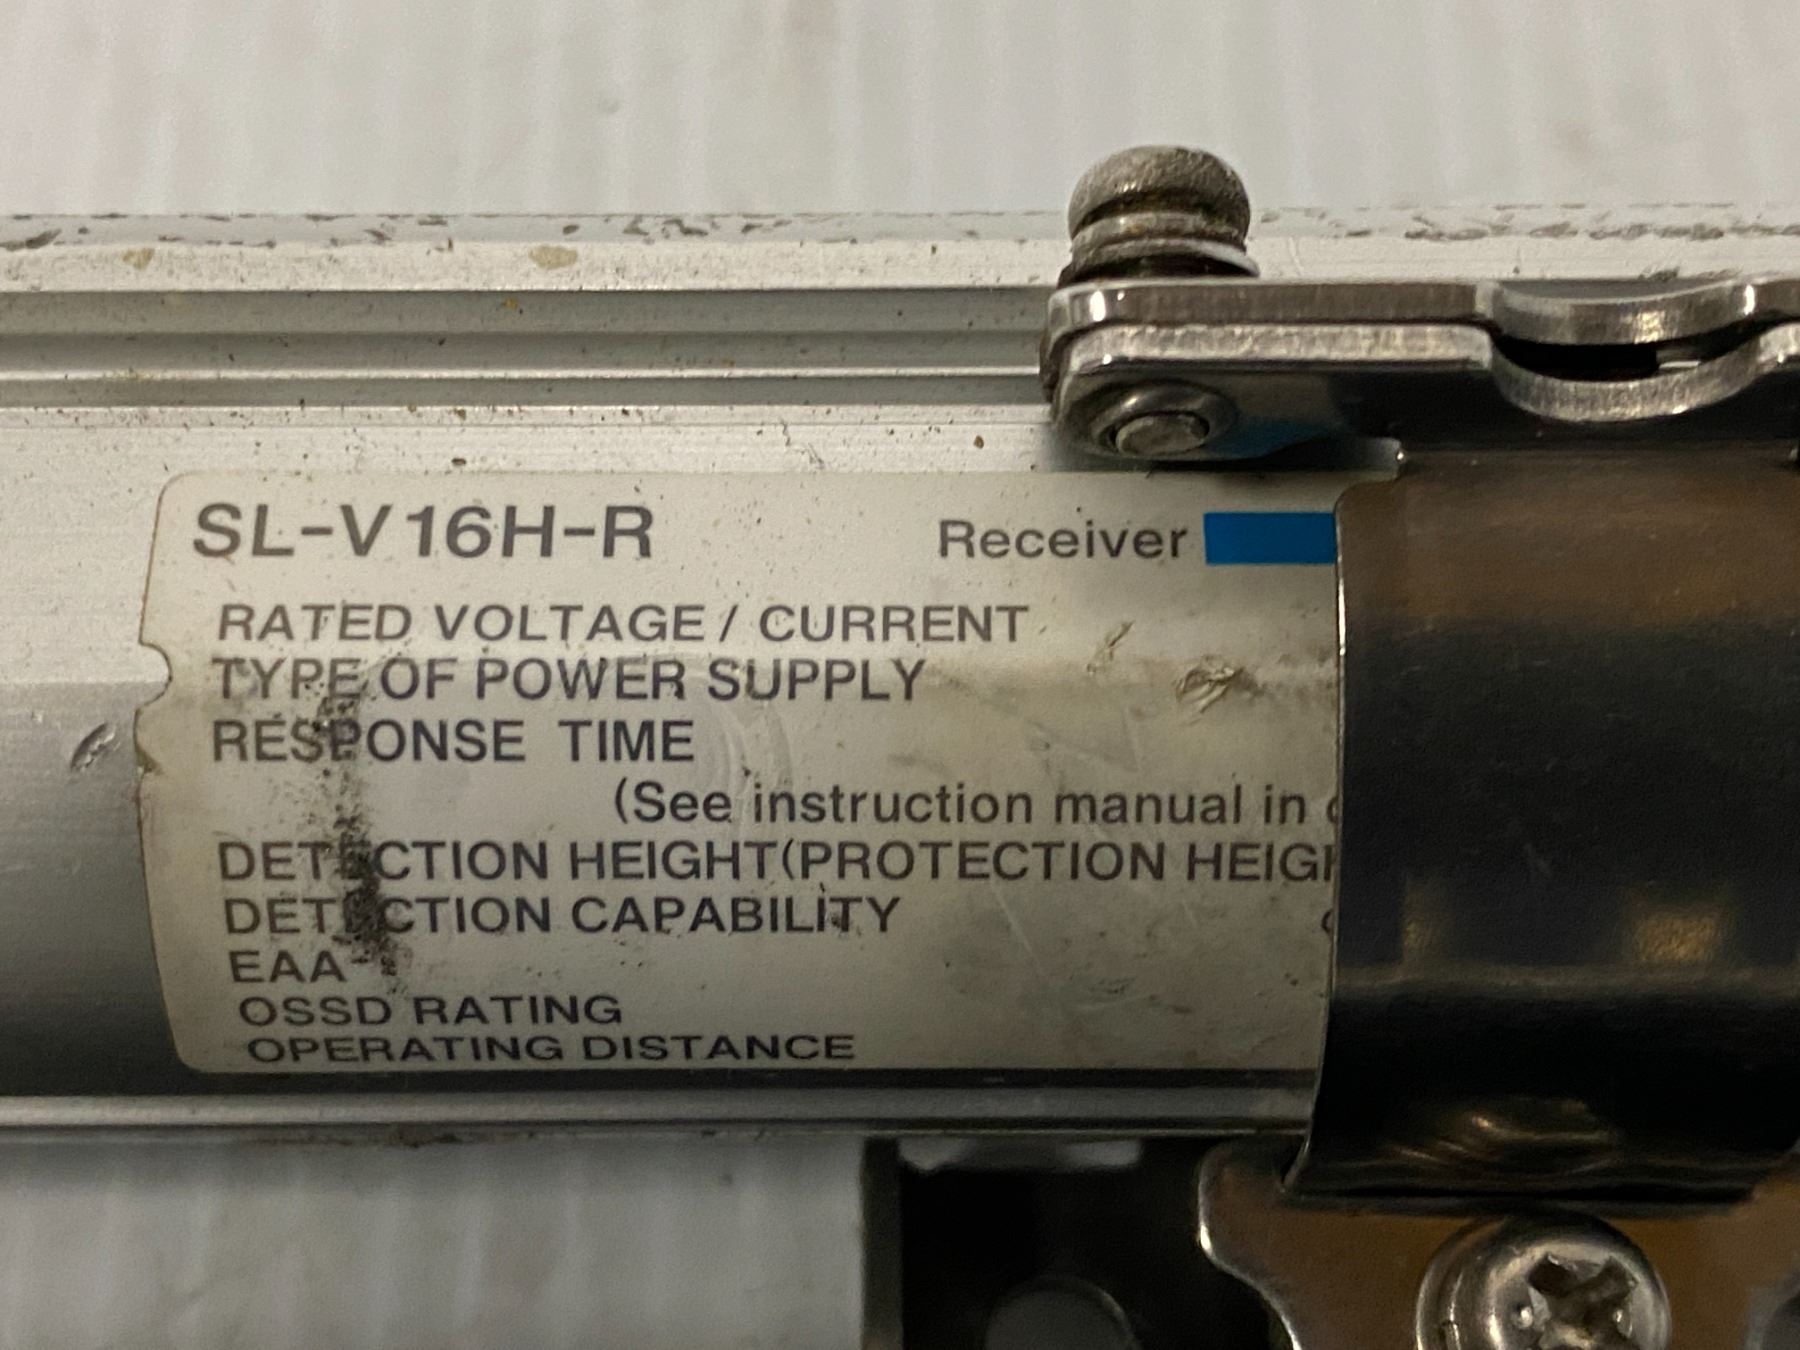 SL-V16H-R Receiver
RATED VOLTAGE / CURRENT
TYPE OF POWER SUPPLY
RESPONSE TIME
(See instruction manual in
DETECTION HEIGHT(PROTECTION
DETECTION CAPABILITY
EAA
OSSD RATING
OPERATING DISTANCE